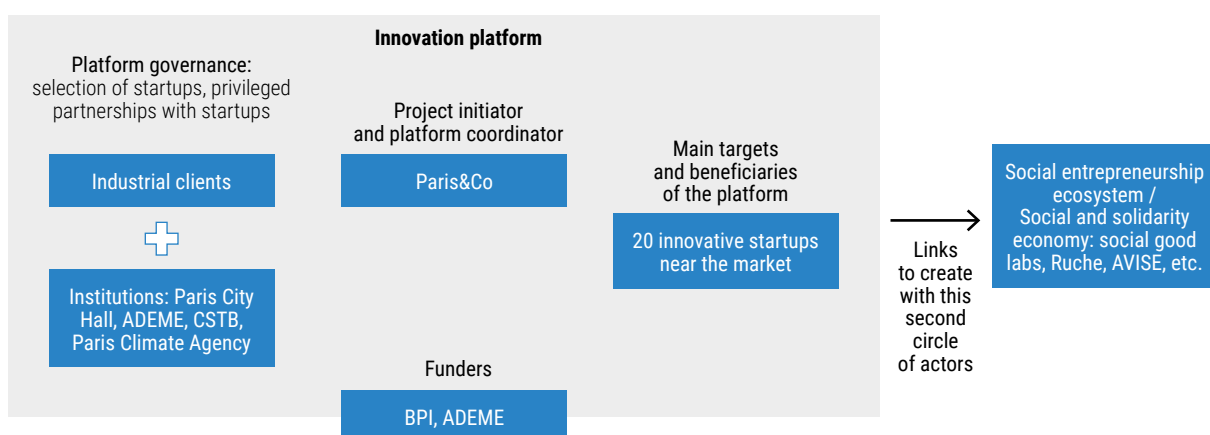 Innovation platform
Platform governance:
selection of startups, privileged
partnerships with startups
Industrial clients
Institutions: Paris City
Hall, ADEME, CSTB,
Paris Climate Agency
Project initiator
and platform coordinator
Paris&Co
Funders
BPI, ADEME
Main targets
and beneficiaries
of the platform
20 innovative startups
near the market
Links
to create
with this
second
circle
of actors
Social entrepreneurship
ecosystem /
Social and solidarity
economy: social good
labs, Ruche, AVISE, etc.